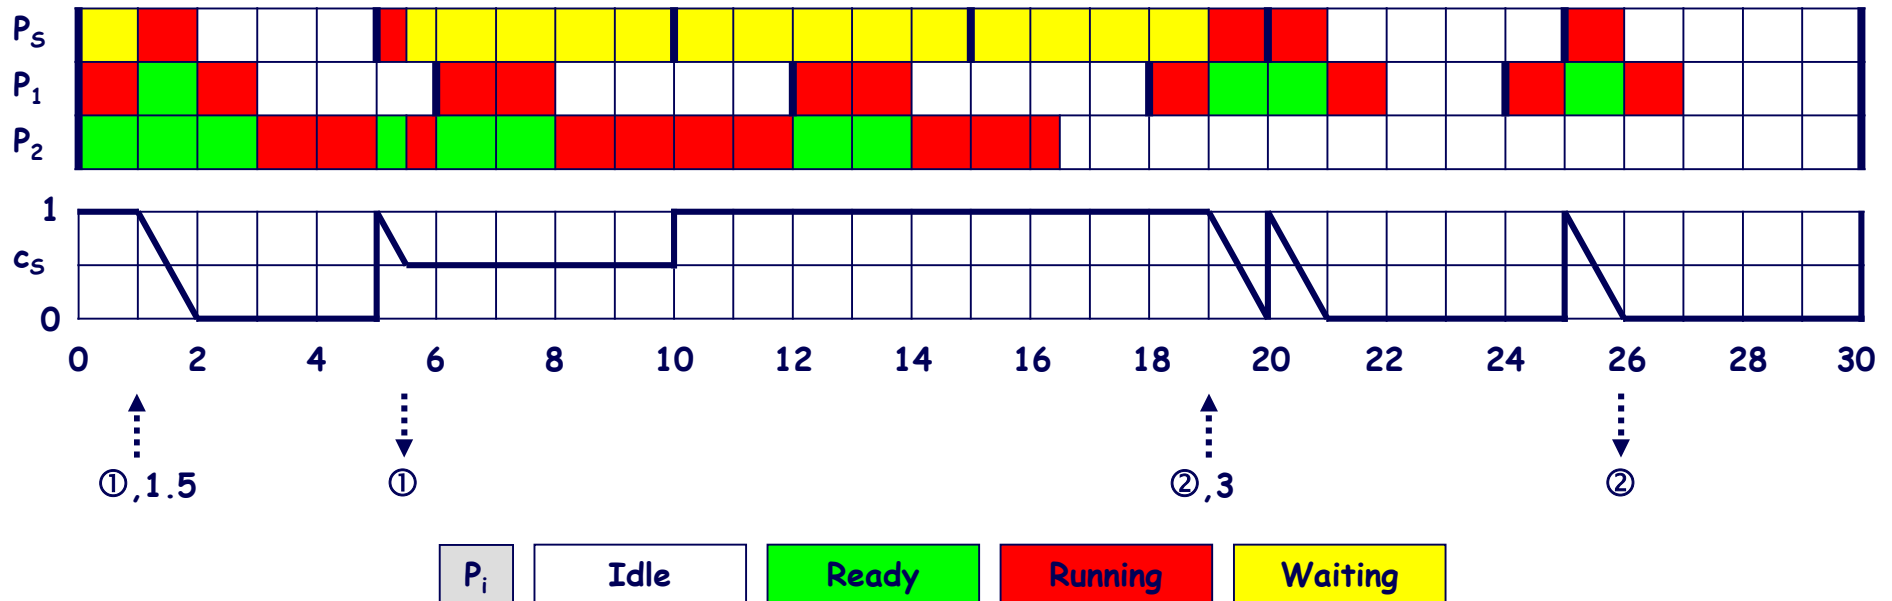 PS
P1
P2
1
cS
0
0 2 4 6 8 10 12 14 16 18 20 22 24 26 28 30
①,1.5 ① ②,3 ②
Pi Idle Ready Running Waiting